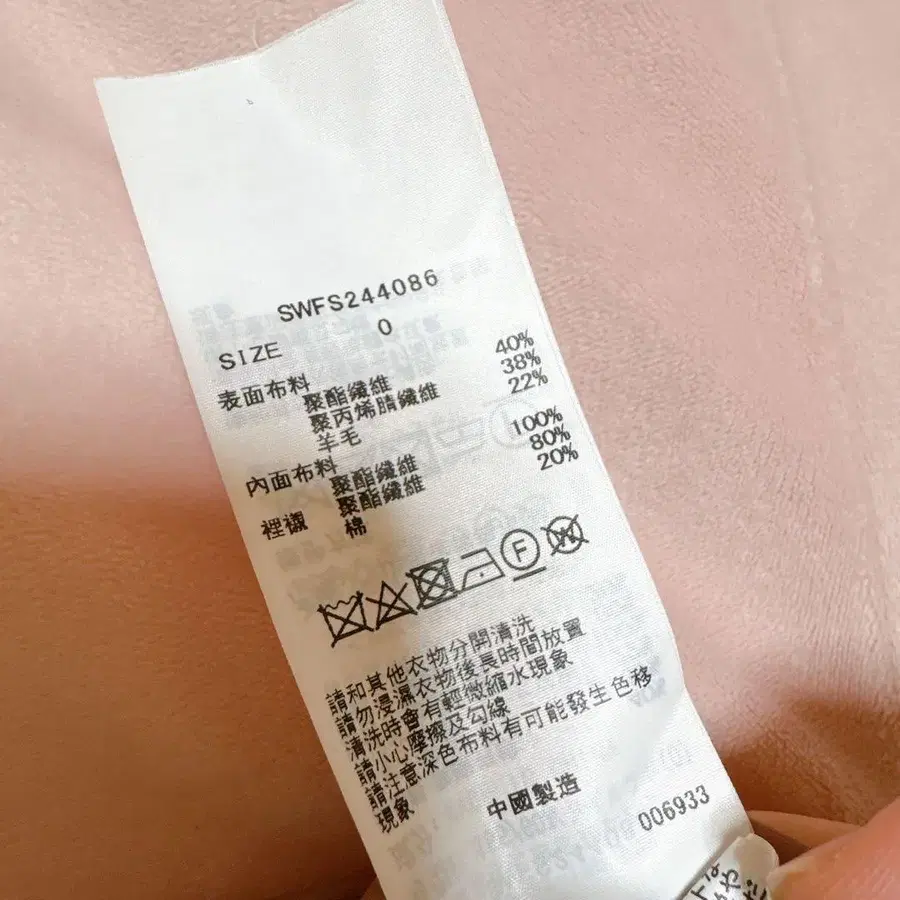 SWFS244086
SIZE 0
表面布料 聚酯纖維 40%
聚丙烯腈纖維 38%
羊毛 22%
內面布料 聚酯纖維 100%
裡襯 聚酯纖維 80%
棉 20%
F
W
請和其他衣物分開清洗
請勿浸濕衣物後長時間放置
清洗時會有輕微縮水現象
請小心摩擦及勾線
請注意深色布料有可能發生色移
現象
中國製造
006933